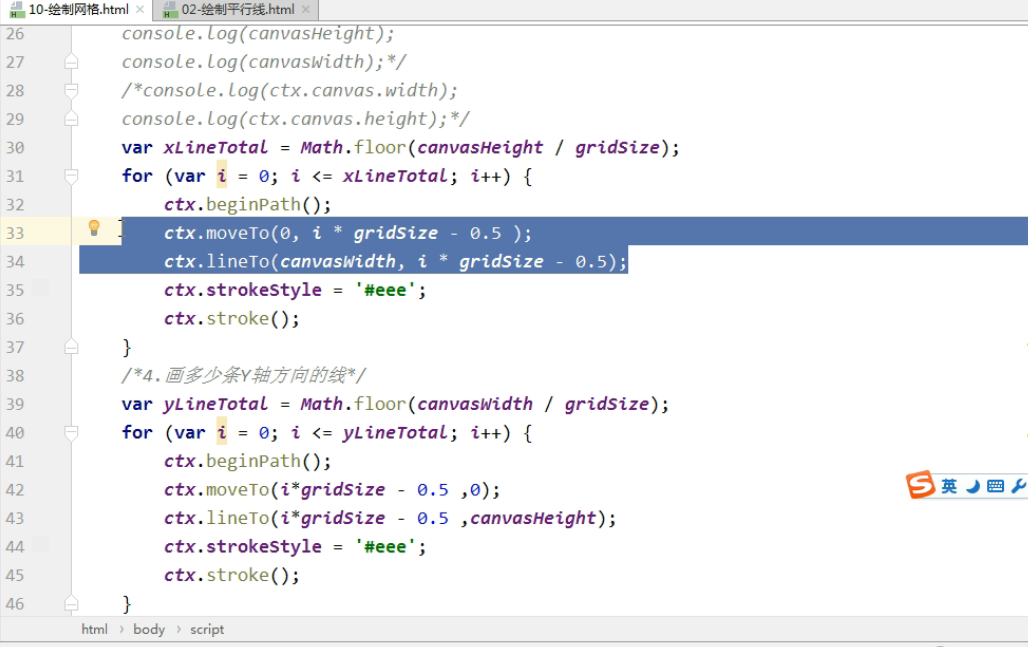 10-绘制网格.html × 02-绘制平行线.html ×
26 console.log(canvasHeight);
27 console.log(canvasWidth);*/
28 /*console.log(ctx.canvas.width);
29 console.log(ctx.canvas.height);*/
30 var xLineTotal = Math.floor(canvasHeight / gridSize);
31 for (var i = 0; i <= xLineTotal; i++) {
32 ctx.beginPath();
33 ctx.moveTo(0, i * gridSize - 0.5 );
34 ctx.lineTo(canvasWidth, i * gridSize - 0.5);
35 ctx.strokeStyle = '#eee';
36 ctx.stroke();
37 }
38 /*4.画多少条Y轴方向的线*/
39 var yLineTotal = Math.floor(canvasWidth / gridSize);
40 for (var i = 0; i <= yLineTotal; i++) {
41 ctx.beginPath();
42 ctx.moveTo(i*gridSize - 0.5 ,0);
43 ctx.lineTo(i*gridSize - 0.5 ,canvasHeight);
44 ctx.strokeStyle = '#eee';
45 ctx.stroke();
46 }
S 英
html › body › script